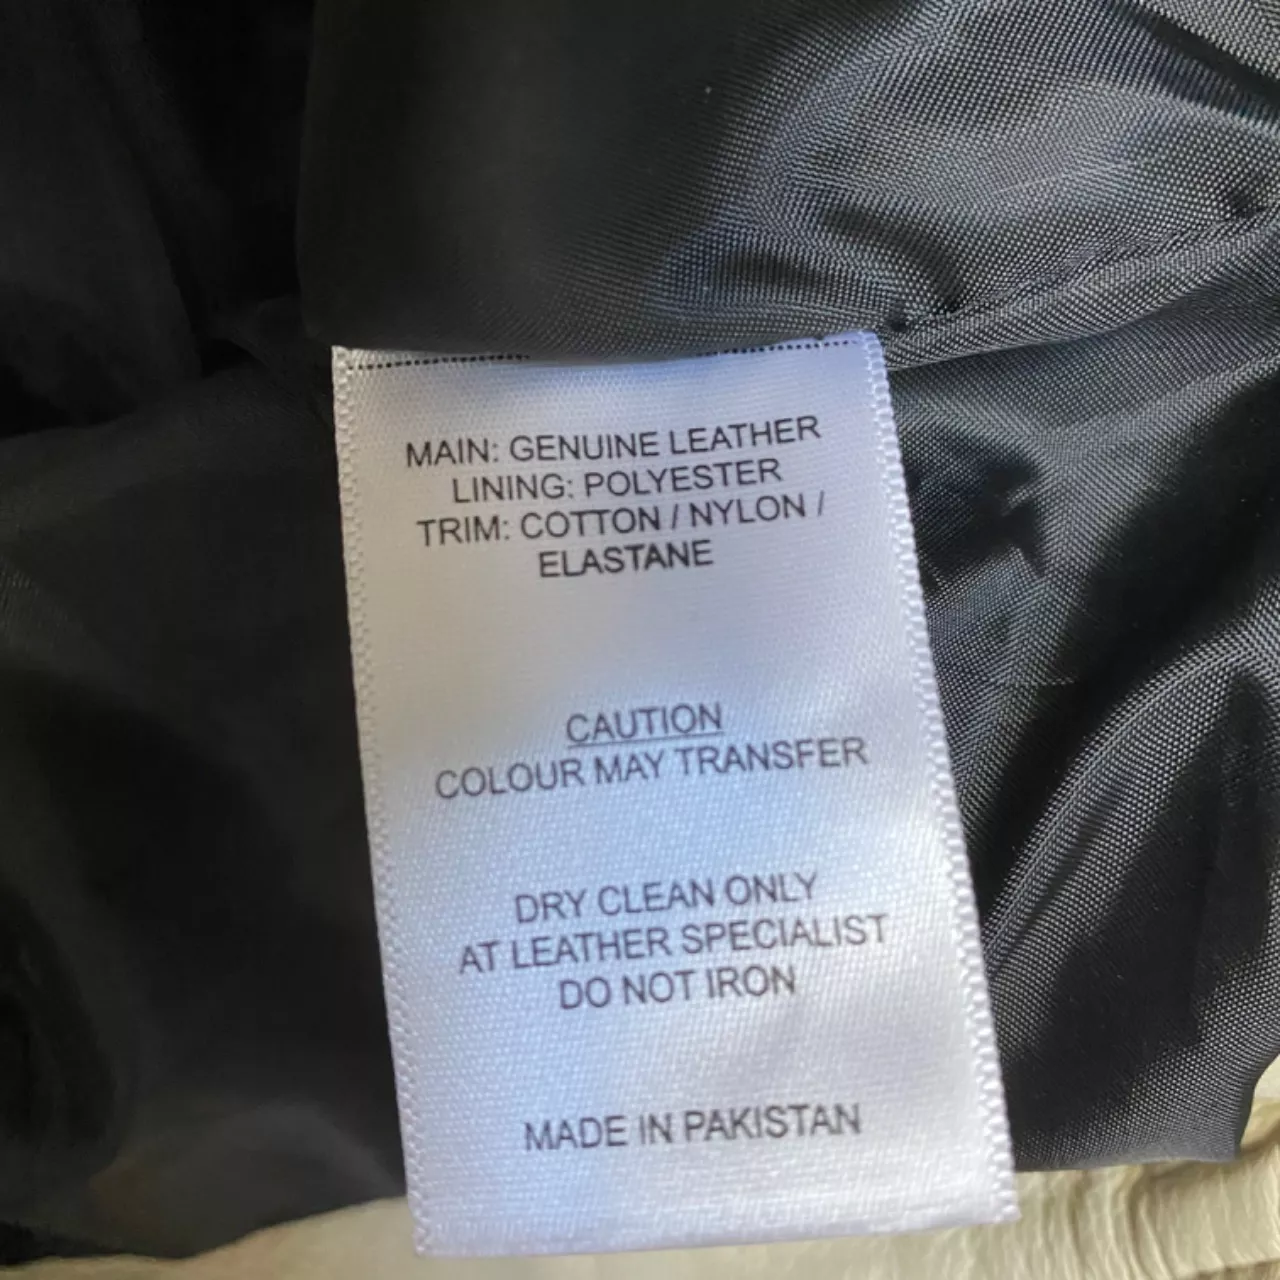 MAIN: GENUINE LEATHER
LINING: POLYESTER
TRIM: COTTON / NYLON /
ELASTANE
CAUTION
COLOUR MAY TRANSFER
DRY CLEAN ONLY
AT LEATHER SPECIALIST
DO NOT IRON
MADE IN PAKISTAN